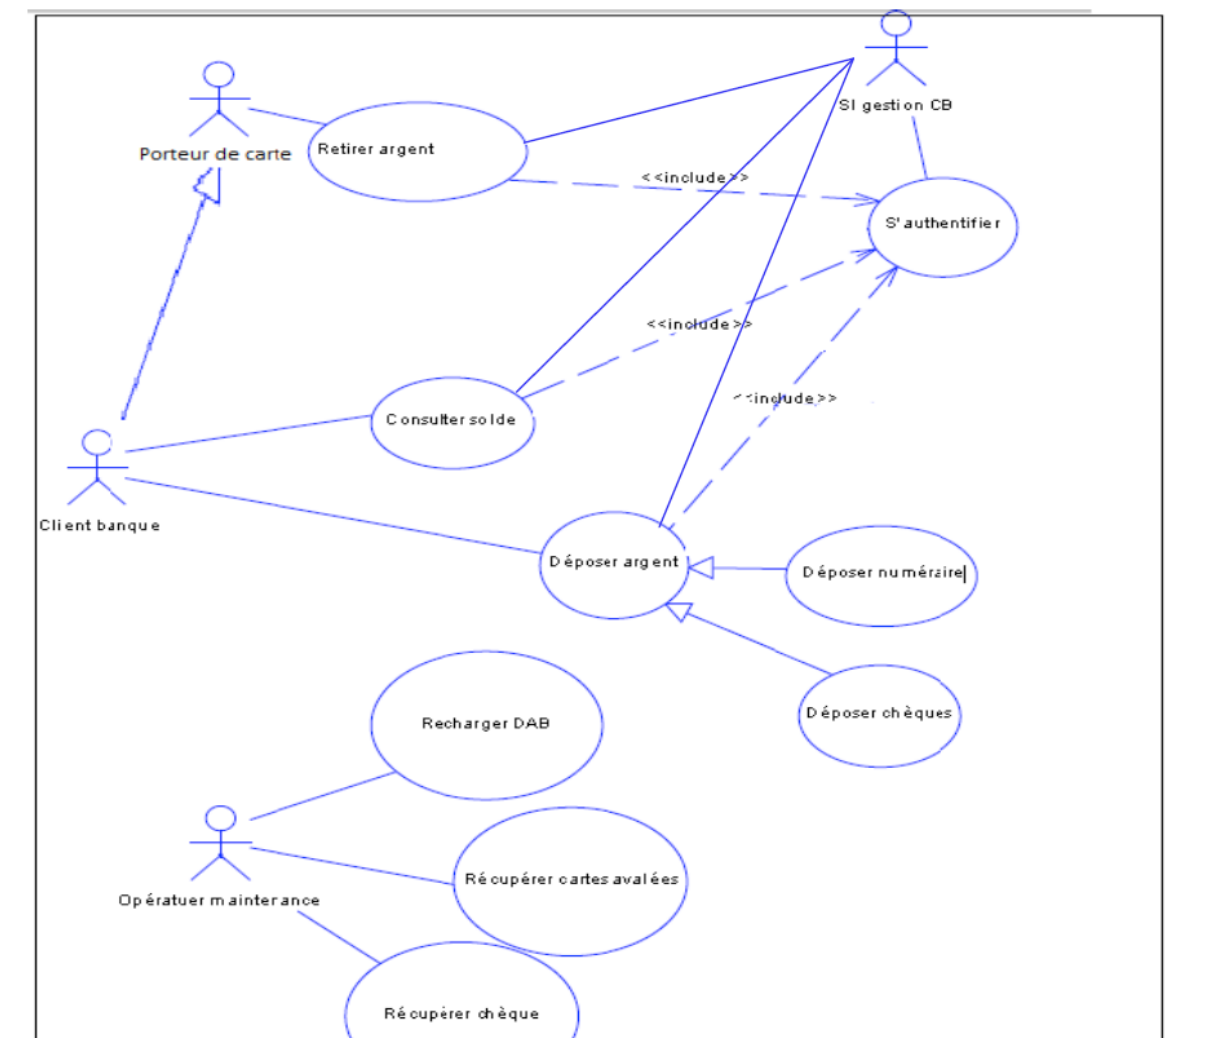 SI gestion CB
Porteur de carte
Retirer argent
<<include>>
S'authentifier
<<include>>
<<include>>
Consulter solde
Client banque
Déposer argent
Déposer numéraire
Déposer chèques
Recharger DAB
Récupérer cartes avalées
Opératuer maintenance
Récupérer chèque